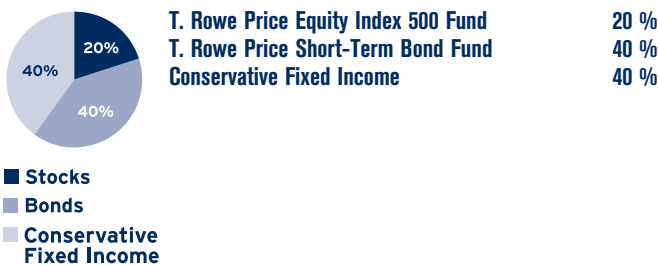 20%
40%
40%
T. Rowe Price Equity Index 500 Fund 20 %
T. Rowe Price Short-Term Bond Fund 40 %
Conservative Fixed Income 40 %
Stocks
Bonds
Conservative
Fixed Income